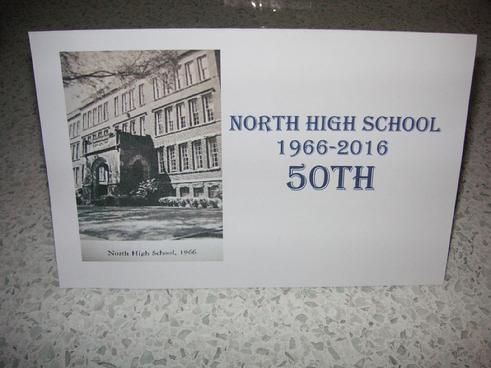 NORTH HIGH SCHOOL
1966-2016
50TH
North High School, 1966.